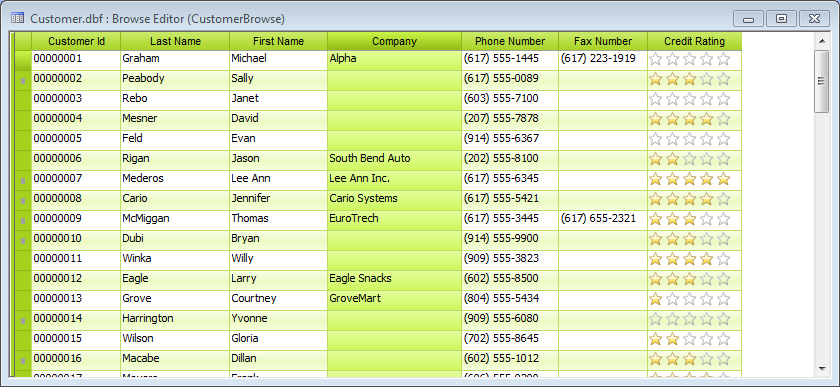 Customer.dbf : Browse Editor (CustomerBrowse)
Customer Id Last Name First Name Company Phone Number Fax Number Credit Rating
00000001 Graham Michael Alpha (617) 555-1445 (617) 223-1919
00000002 Peabody Sally (617) 555-0089
00000003 Rebo Janet (603) 555-7100
00000004 Mesner David (207) 555-7878
00000005 Feld Evan (914) 555-6367
00000006 Rigan Jason South Bend Auto (202) 555-8100
00000007 Mederos Lee Ann Lee Ann Inc. (617) 555-6345
00000008 Cario Jennifer Cario Systems (617) 555-5421
00000009 McMiggan Thomas EuroTrech (617) 555-3445 (617) 655-2321
00000010 Dubi Bryan (914) 555-9900
00000011 Winka Willy (909) 555-3823
00000012 Eagle Larry Eagle Snacks (602) 555-8500
00000013 Grove Courtney GroveMart (804) 555-5434
00000014 Harrington Yvonne (909) 555-6080
00000015 Wilson Gloria (702) 555-8645
00000016 Macabe Dillan (602) 555-1012